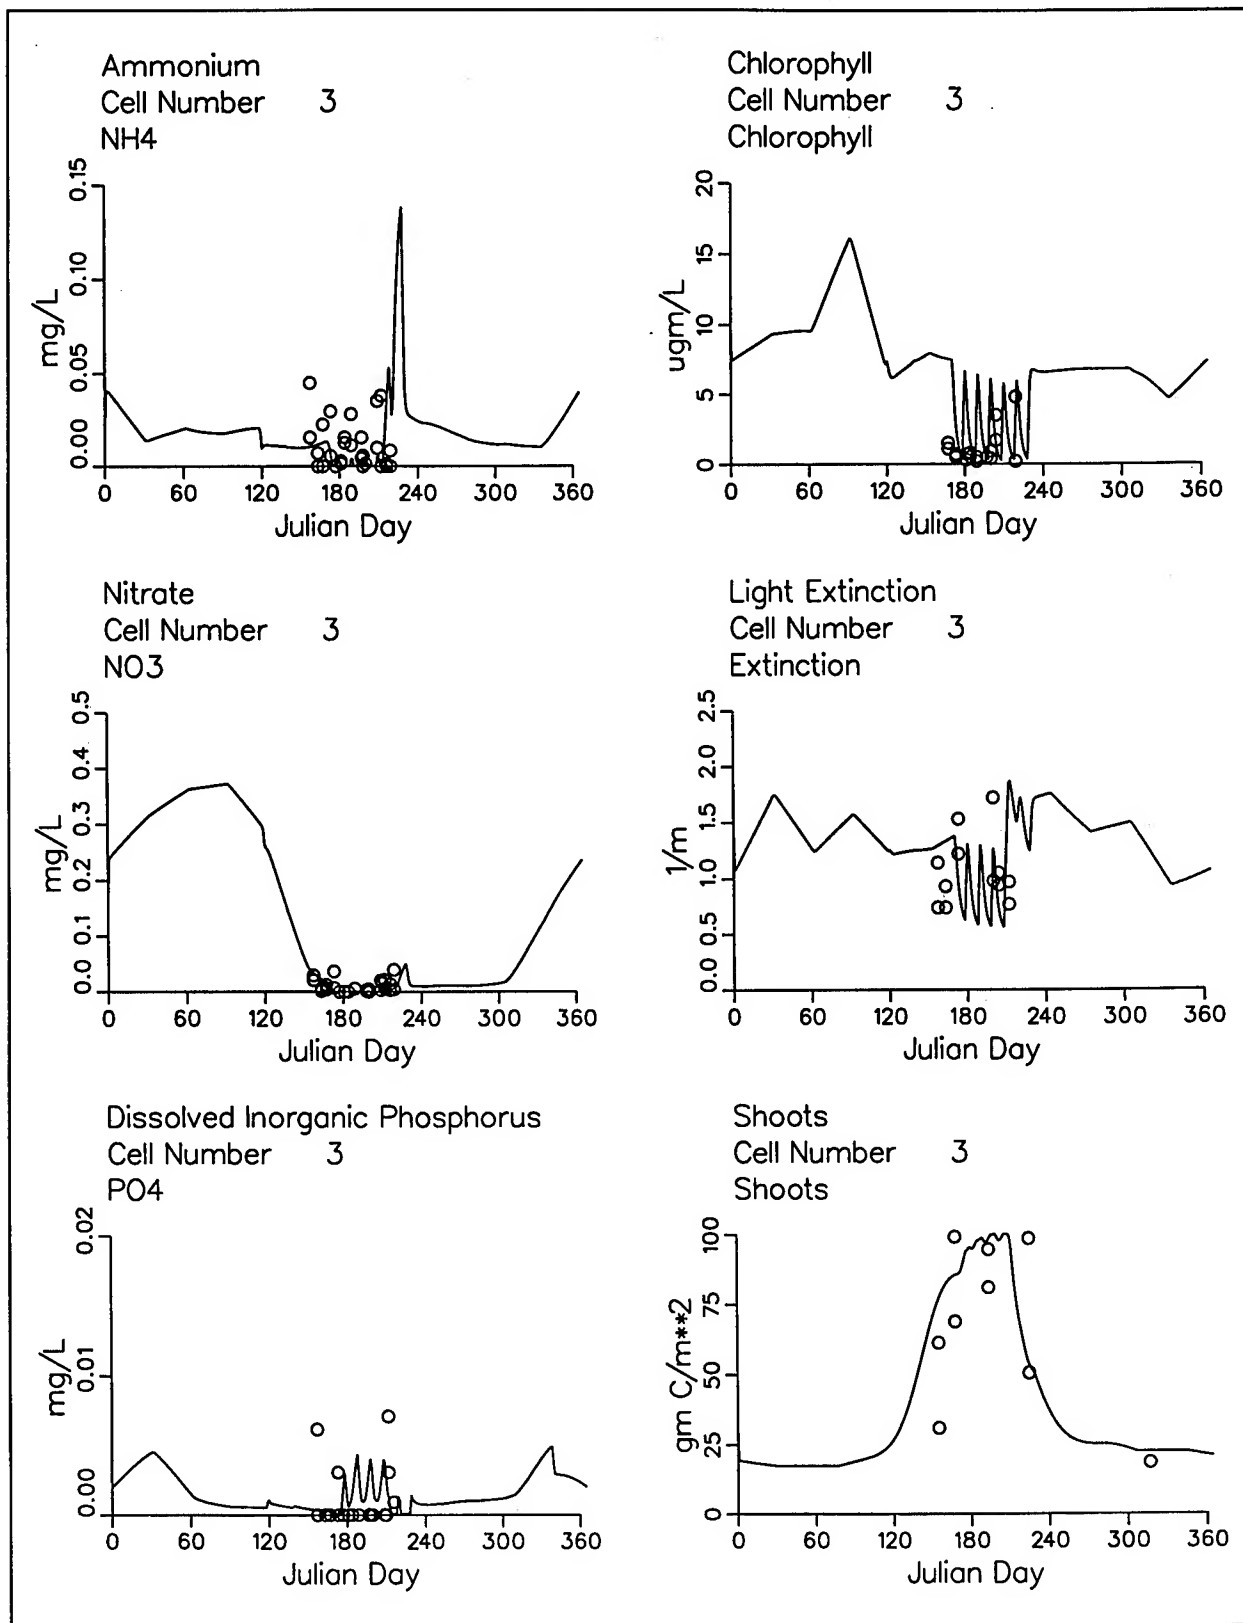 Ammonium
Cell Number 3
NH4
0.15
0.10
0.05
0.00
mg/L
0 60 120 180 240 300 360
Julian Day
Chlorophyll
Cell Number 3
Chlorophyll
20
15
10
5
0
ugm/L
0 60 120 180 240 300 360
Julian Day
Nitrate
Cell Number 3
NO3
0.5
0.4
0.3
0.2
0.1
0.0
mg/L
0 60 120 180 240 300 360
Julian Day
Light Extinction
Cell Number 3
Extinction
2.5
2.0
1.5
1.0
0.5
0.0
1/m
0 60 120 180 240 300 360
Julian Day
Dissolved Inorganic Phosphorus
Cell Number 3
PO4
0.02
0.01
0.00
mg/L
0 60 120 180 240 300 360
Julian Day
Shoots
Cell Number 3
Shoots
100
75
50
25
0
gm C/m**2
0 60 120 180 240 300 360
Julian Day